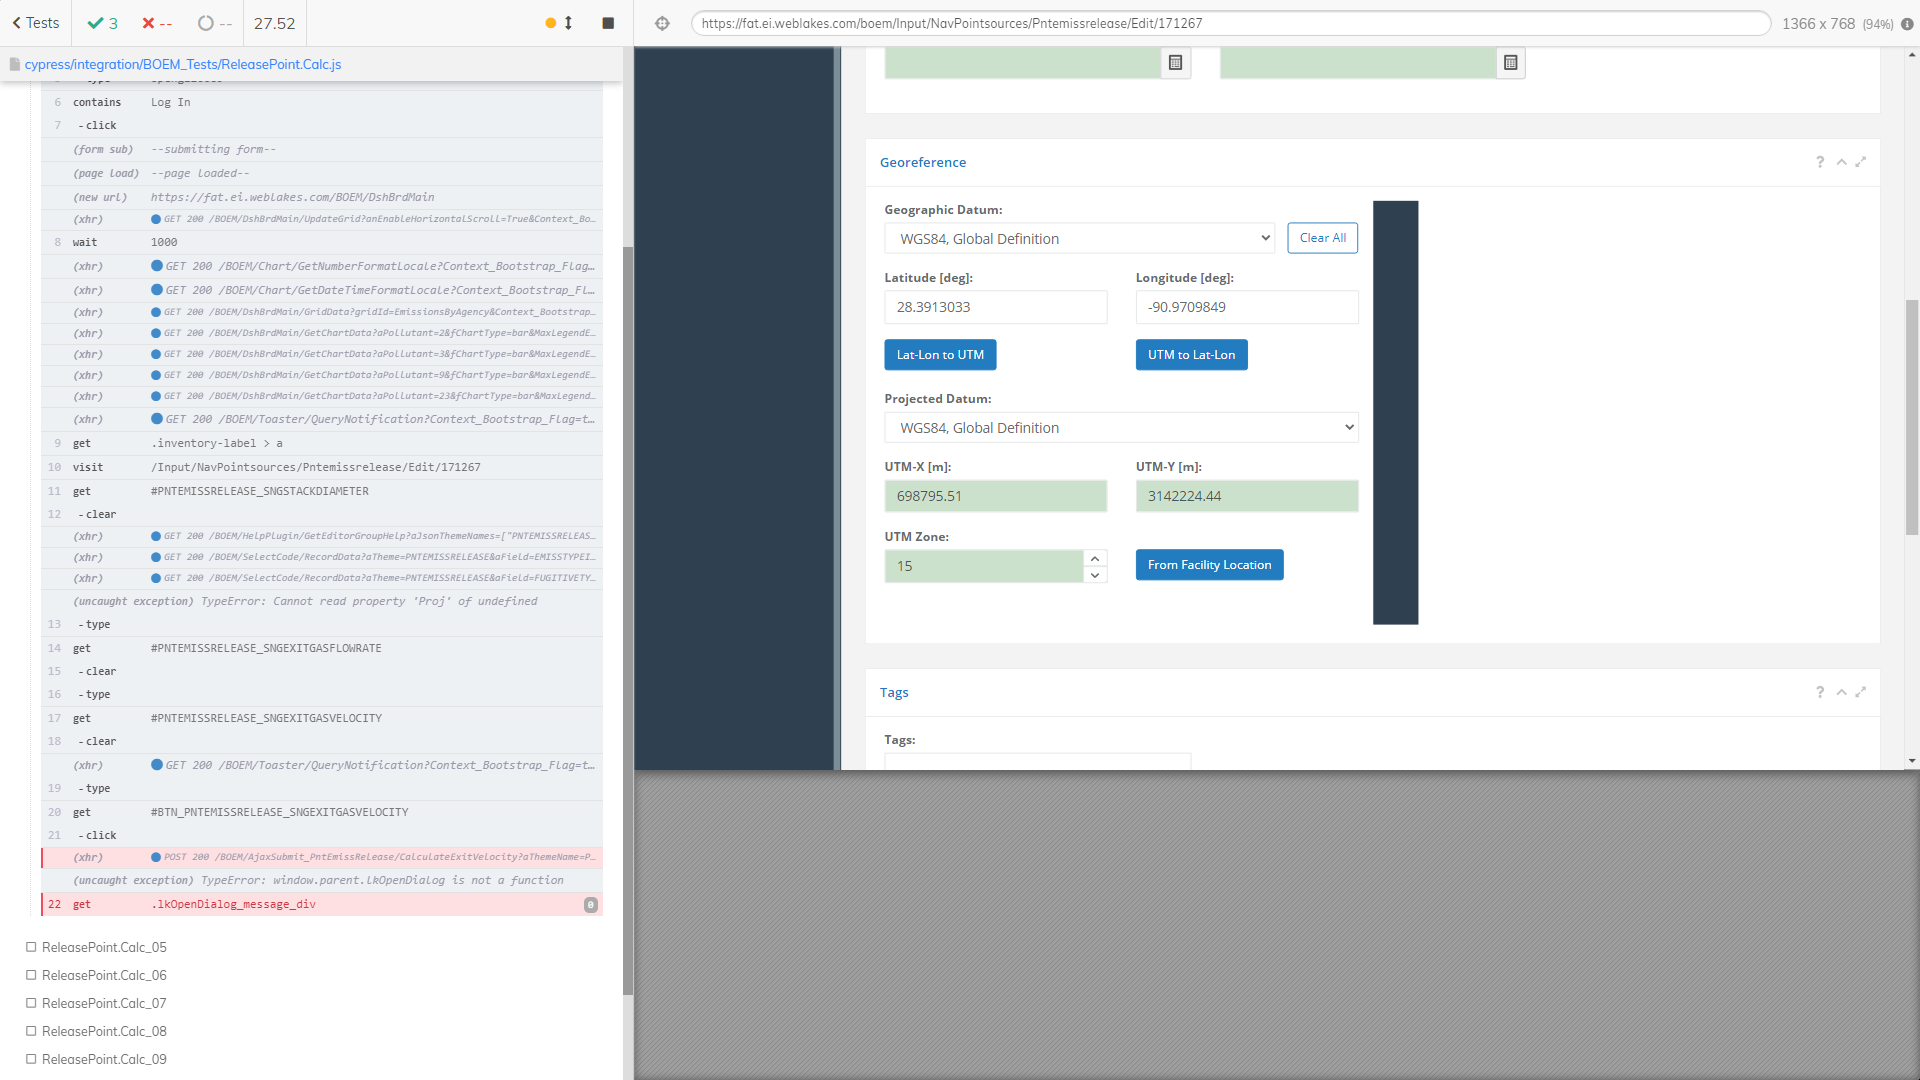 Tests
3
--
--
27.52
cypress/integration/BOEM_Tests/ReleasePoint.Calc.js
6 contains Log In
7 -click
(form sub) --submitting form--
(page load) --page loaded--
(new url) https://fat.ei.weblakes.com/BOEM/DshBrdMain
(xhr) GET 200 /BOEM/DshBrdMain/UpdateGrid?anEnableHorizontalScroll=True&Context_Bo...
8 wait 1000
(xhr) GET 200 /BOEM/Chart/GetNumberFormatLocale?Context_Bootstrap_Flag...
(xhr) GET 200 /BOEM/Chart/GetDateTimeFormatLocale?Context_Bootstrap_Fl...
(xhr) GET 200 /BOEM/DshBrdMain/GridData?gridId=EmissionsByAgency&Context_Bootstrap...
(xhr) GET 200 /BOEM/DshBrdMain/GetChartData?aPollutant=2&fChartType=bar&MaxLegendE...
(xhr) GET 200 /BOEM/DshBrdMain/GetChartData?aPollutant=3&fChartType=bar&MaxLegendE...
(xhr) GET 200 /BOEM/DshBrdMain/GetChartData?aPollutant=9&fChartType=bar&MaxLegendE...
(xhr) GET 200 /BOEM/DshBrdMain/GetChartData?aPollutant=23&fChartType=bar&MaxLegend...
(xhr) GET 200 /BOEM/Toaster/QueryNotification?Context_Bootstrap_Flag=t...
9 get .inventory-label > a
10 visit /Input/NavPointsources/Pntemissrelease/Edit/171267
11 get #PNTEMISSRELEASE_SNGSTACKDIAMETER
12 -clear
(xhr) GET 200 /BOEM/HelpPlugin/GetEditorGroupHelp?aJsonThemeNames=["PNTEMISSRELEAS...
(xhr) GET 200 /BOEM/SelectCode/RecordData?aTheme=PNTEMISSRELEASE&aField=EMISSTYPEI...
(xhr) GET 200 /BOEM/SelectCode/RecordData?aTheme=PNTEMISSRELEASE&aField=FUGITIVETY...
(uncaught exception) TypeError: Cannot read property 'Proj' of undefined
13 -type
14 get #PNTEMISSRELEASE_SNGEXITGASFLOWRATE
15 -clear
16 -type
17 get #PNTEMISSRELEASE_SNGEXITGASVELOCITY
18 -clear
(xhr) GET 200 /BOEM/Toaster/QueryNotification?Context_Bootstrap_Flag=t...
19 -type
20 get #BTN_PNTEMISSRELEASE_SNGEXITGASVELOCITY
21 -click
(xhr) POST 200 /BOEM/AjaxSubmit_PntEmissRelease/CalculateExitVelocity?aThemeName=P...
(uncaught exception) TypeError: window.parent.lkOpenDialog is not a function
22 get .lkOpenDialog_message_div 0
ReleasePoint.Calc_05
ReleasePoint.Calc_06
ReleasePoint.Calc_07
ReleasePoint.Calc_08
ReleasePoint.Calc_09
https://fat.ei.weblakes.com/boem/Input/NavPointsources/Pntemissrelease/Edit/171267
1366 x 768 (94%)
Georeference
Geographic Datum:
WGS84, Global Definition Clear All
Latitude [deg]: Longitude [deg]:
28.3913033 -90.9709849
Lat-Lon to UTM UTM to Lat-Lon
Projected Datum:
WGS84, Global Definition
UTM-X [m]: UTM-Y [m]:
698795.51 3142224.44
UTM Zone:
15 From Facility Location
Tags
Tags: